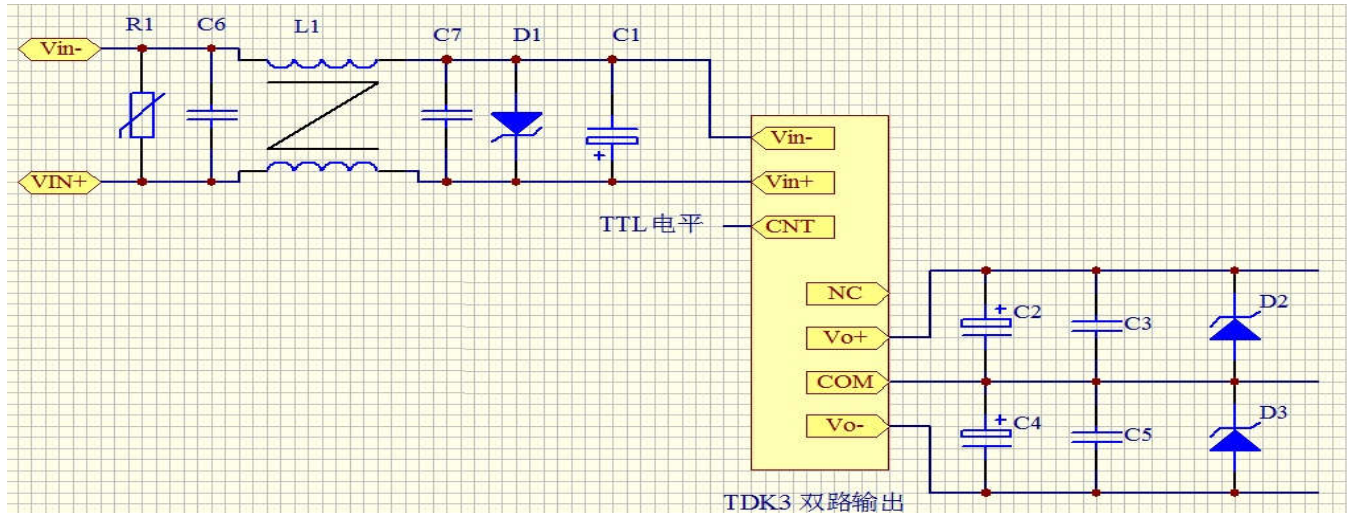 R1 C6 L1 C7 D1 C1
Vin-
VIN+
Vin-
Vin+
TTL 电平
CNT
NC
Vo+
COM
Vo-
+
+ C2 C3 D2
+ C4 C5 D3
TDK3 双路输出